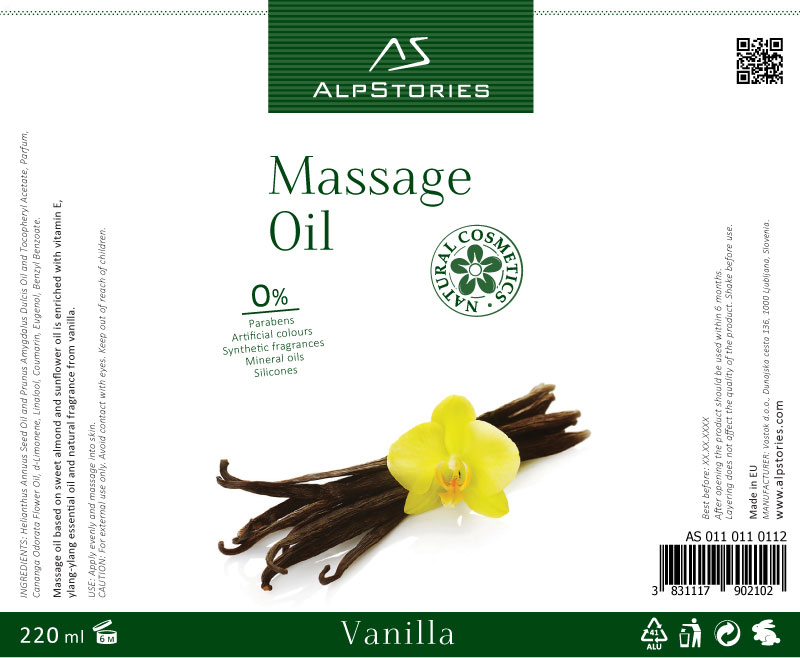 AS
ALPSTORIES
Massage
Oil
NATURAL COSMETICS
0%
Parabens
Artificial colours
Synthetic fragrances
Mineral oils
Silicones
INGREDIENTS: Helianthus Annuus Seed Oil and Prunus Amygdalus Dulcis Oil and Tocopheryl Acetate, Parfum,
Cananga Odorata Flower Oil, d-Limonene, Linalool, Coumarin, Eugenol, Benzyl Benzoate.
Massage oil based on sweet almond and sunflower oil is enriched with vitamin E,
ylang-ylang essential oil and natural fragrance from vanilla.
USE: Apply evenly and massage into skin.
CAUTION: For external use only. Avoid contact with eyes. Keep out of reach of children.
Best before: XX.XX.XXXX
After opening the product should be used within 6 months.
Layering does not affect the quality of the product. Shake before use.
Made in EU
MANUFACTURER: Vostok d.o.o., Dunajska cesta 136, 1000 Ljubljana, Slovenia.
www.alpstories.com
AS 011 011 0112
3 831117 902102
220 ml
6 M
Vanilla
41
ALU